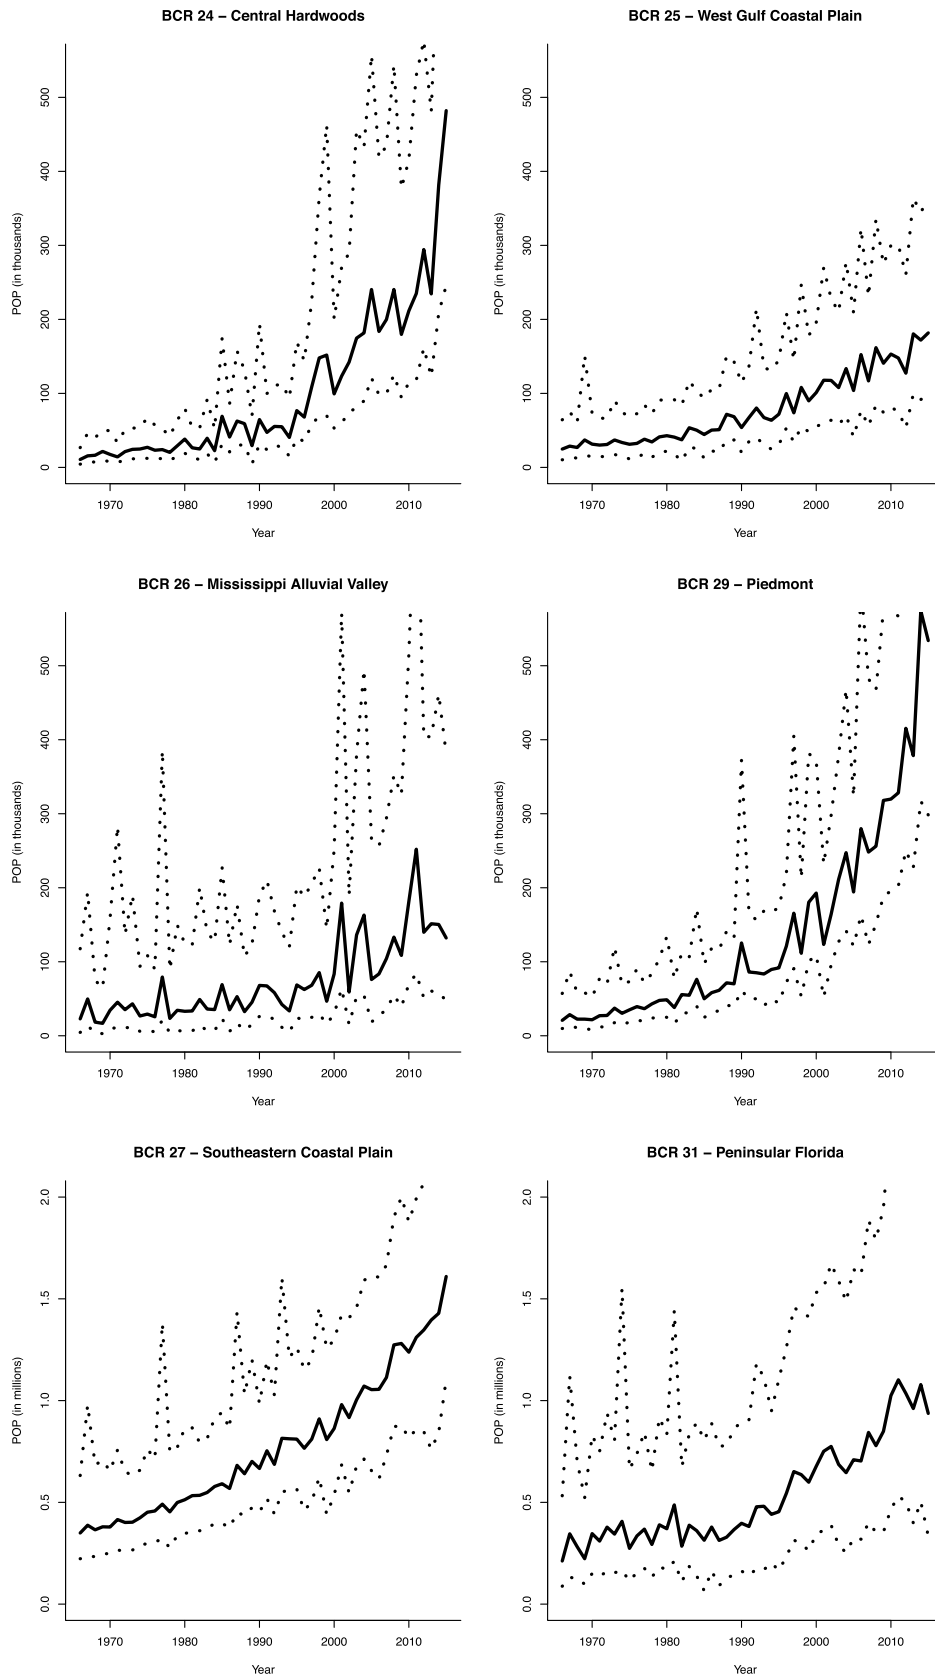 BCR 24 – Central Hardwoods
POP (in thousands)
500
400
300
200
100
0
1970 1980 1990 2000 2010
Year
BCR 25 – West Gulf Coastal Plain
POP (in thousands)
500
400
300
200
100
0
1970 1980 1990 2000 2010
Year
BCR 26 – Mississippi Alluvial Valley
POP (in thousands)
500
400
300
200
100
0
1970 1980 1990 2000 2010
Year
BCR 29 – Piedmont
POP (in thousands)
500
400
300
200
100
0
1970 1980 1990 2000 2010
Year
BCR 27 – Southeastern Coastal Plain
POP (in millions)
2.0
1.5
1.0
0.5
0.0
1970 1980 1990 2000 2010
Year
BCR 31 – Peninsular Florida
POP (in millions)
2.0
1.5
1.0
0.5
0.0
1970 1980 1990 2000 2010
Year